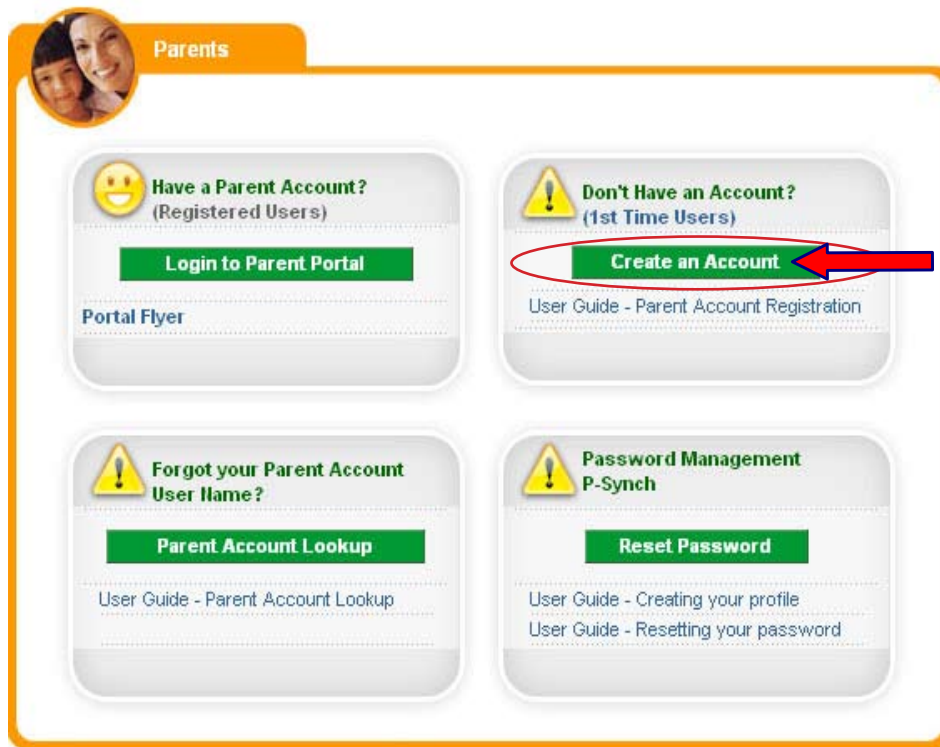 Parents
Have a Parent Account?
(Registered Users)
Login to Parent Portal
Portal Flyer
Don't Have an Account?
(1st Time Users)
Create an Account
User Guide - Parent Account Registration
Forgot your Parent Account
User Name?
Parent Account Lookup
User Guide - Parent Account Lookup
Password Management
P-Synch
Reset Password
User Guide - Creating your profile
User Guide - Resetting your password